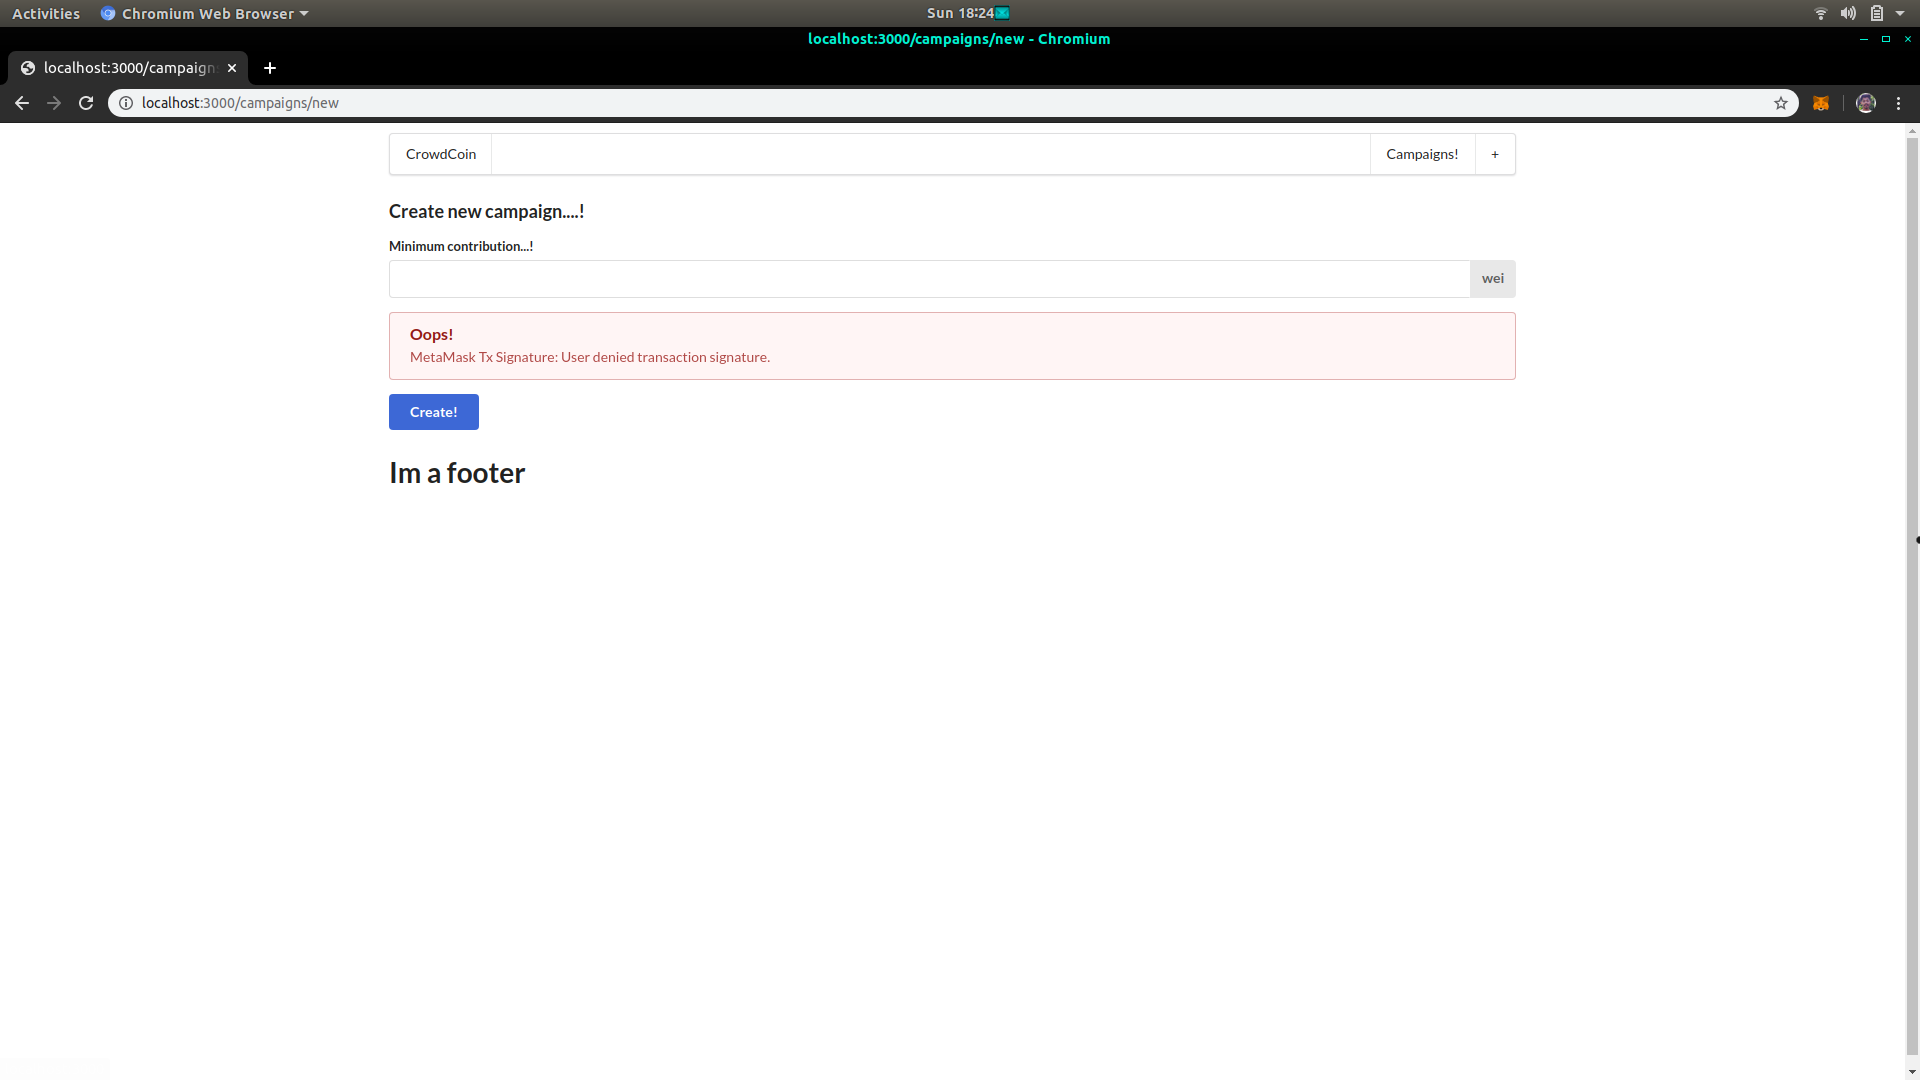 Activities
Chromium Web Browser
Sun 18:24
localhost:3000/campaigns/new - Chromium
localhost:3000/campaign
localhost:3000/campaigns/new
CrowdCoin
Campaigns!
+
Create new campaign....!
Minimum contribution...!
wei
Oops!
MetaMask Tx Signature: User denied transaction signature.
Create!
Im a footer